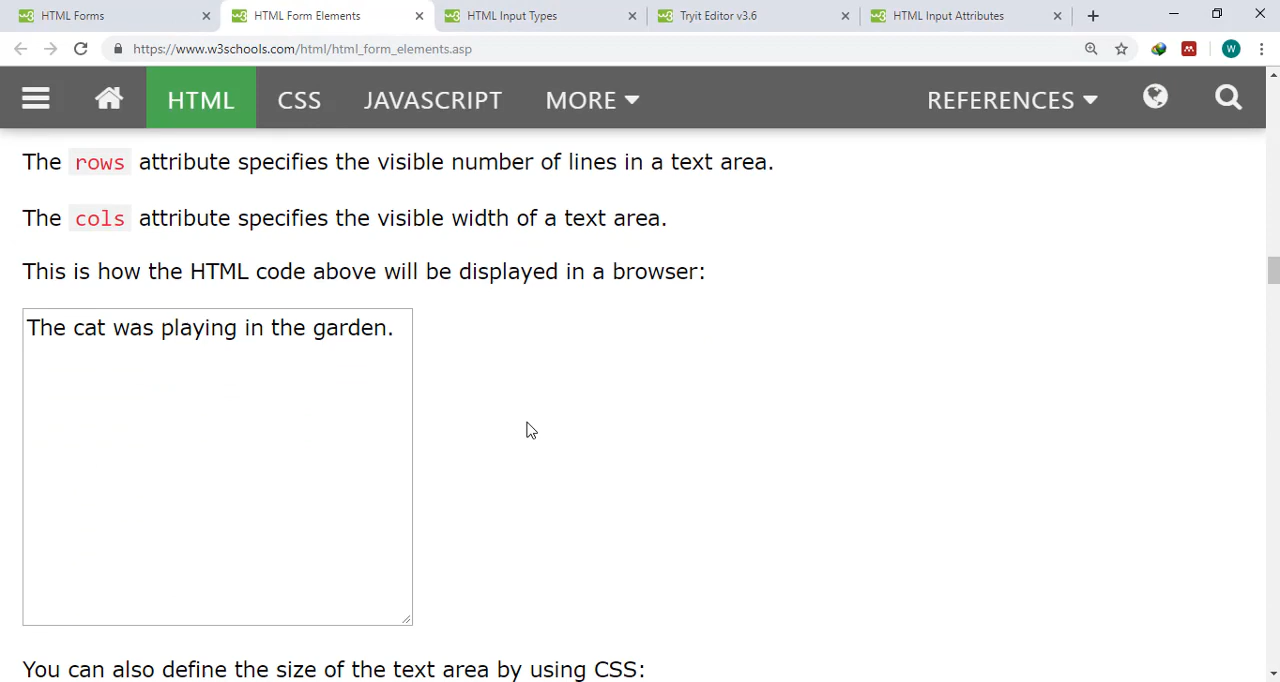 HTML Forms
HTML Form Elements
HTML Input Types
Tryit Editor v3.6
HTML Input Attributes
https://www.w3schools.com/html/html_form_elements.asp
W
HTML CSS JAVASCRIPT MORE REFERENCES
The rows attribute specifies the visible number of lines in a text area.
The cols attribute specifies the visible width of a text area.
This is how the HTML code above will be displayed in a browser:
The cat was playing in the garden.
You can also define the size of the text area by using CSS: